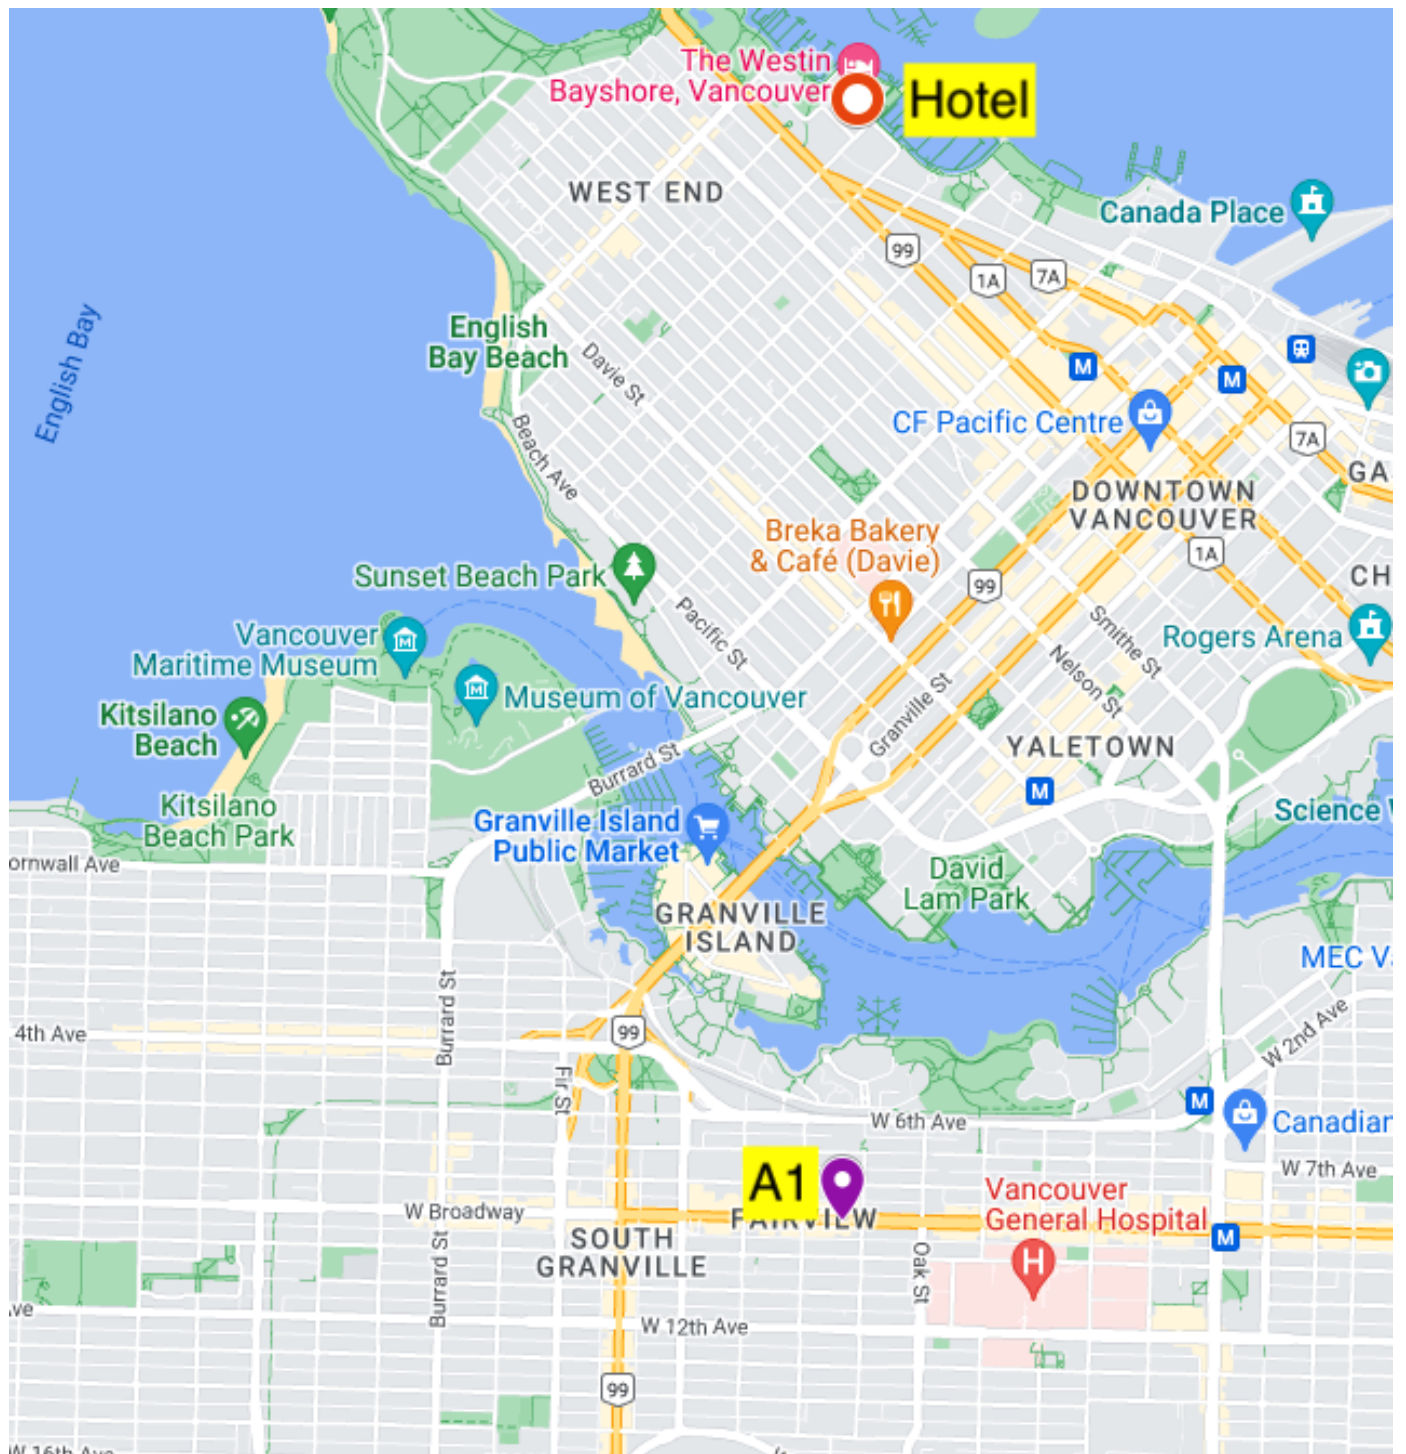 The Westin
Bayshore, Vancouver
Hotel
WEST END
Canada Place
99
1A
7A
English Bay
English
Bay Beach
Davie St
M
M
CF Pacific Centre
7A
Beach Ave
GA
DOWNTOWN
VANCOUVER
1A
Breka Bakery
& Café (Davie)
99
CH
Sunset Beach Park
Pacific St
Smithe St
Rogers Arena
Vancouver
Maritime Museum
M
Nelson St
M
Museum of Vancouver
Kitsilano
Beach
Granville St
YALETOWN
Burrard St
M
Kitsilano
Beach Park
Granville Island
Public Market
Science W
ornwall Ave
David
Lam Park
GRANVILLE
ISLAND
MEC Va
Burrard St
4th Ave
99
W 2nd Ave
Fir St
M
W 6th Ave
Canadian
A1
W 7th Ave
FAIRVIEW
Vancouver
General Hospital
W Broadway
M
SOUTH
GRANVILLE
H
Oak St
Burrard St
ve
W 12th Ave
99
W 16th Ave